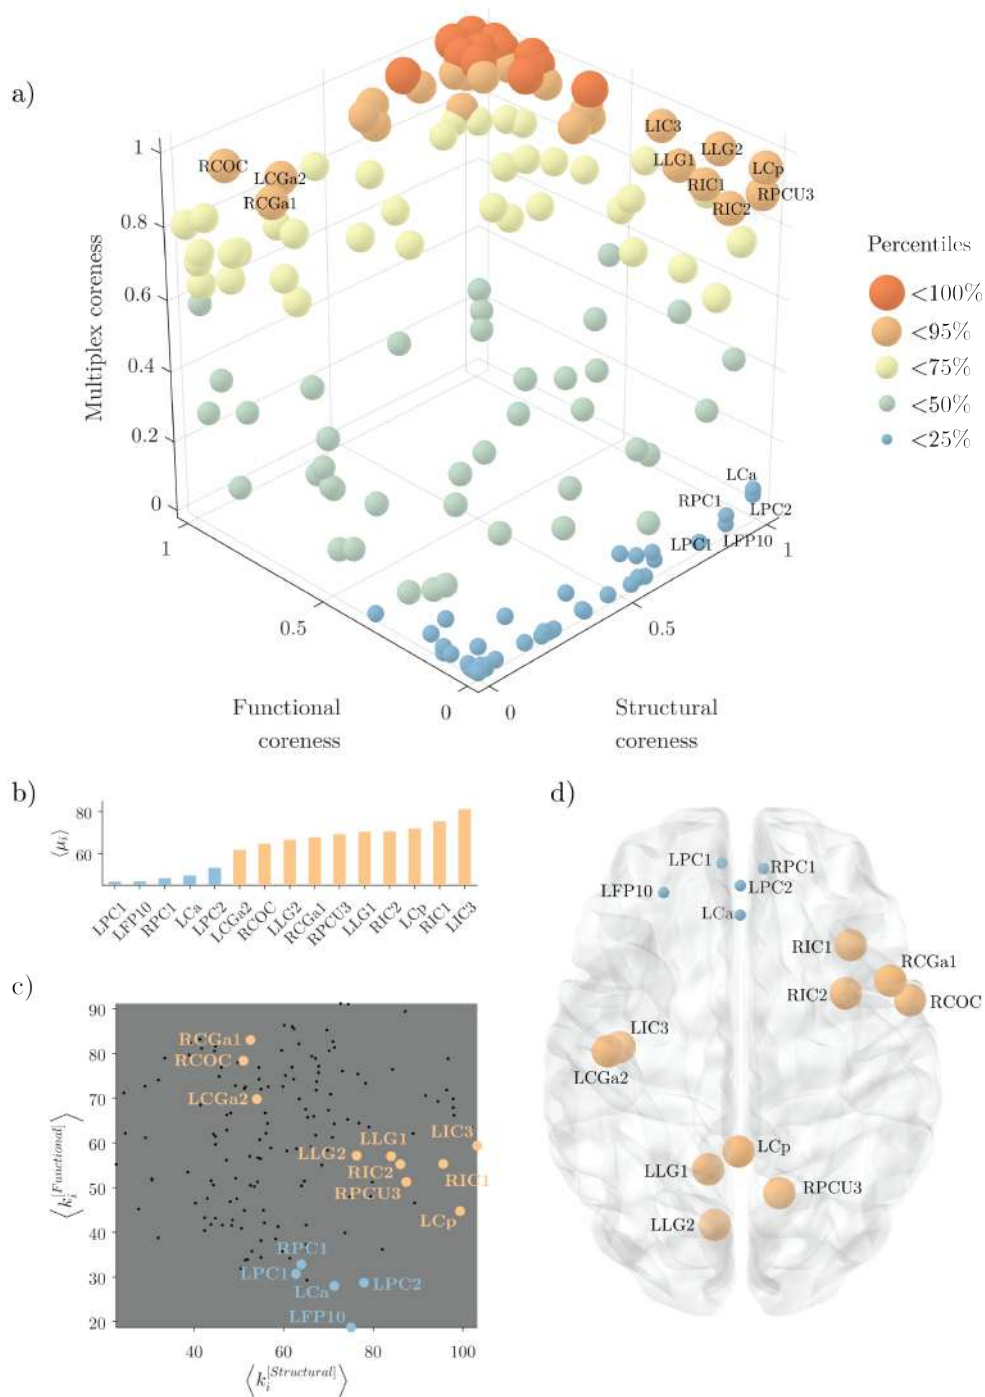 a)
Multiplex coreness
1
0.8
0.6
0.4
0.2
0
1
0.5
0
0
0.5
1
Functional
coreness
Structural
coreness
RCOC
LCGa2
RCGa1
LIC3
LLG2
LLG1
LCp
RIC1
RPCU3
RIC2
LCa
RPC1
LPC2
LPC1
LFP10
Percentiles
<100%
<95%
<75%
<50%
<25%
b)
⟨μi⟩
80
60
LPC1
LFP10
RPC1
LCa
LPC2
LCGa2
RCOC
LLG2
RCGa1
RPCU3
LLG1
RIC2
LCp
RIC1
LIC3
c)
⟨ki[Functional]⟩
90
80
70
60
50
40
30
20
RCGa1
RCOC
LCGa2
LIC3
LLG1
LLG2
RIC2
RIC1
RPCU3
LCp
RPC1
LPC1
LCa
LPC2
LFP10
40
60
80
100
⟨ki[Structural]⟩
d)
LPC1
RPC1
LFP10
LPC2
LCa
RIC1
RCGa1
RIC2
RCOC
LIC3
LCGa2
LCp
LLG1
RPCU3
LLG2